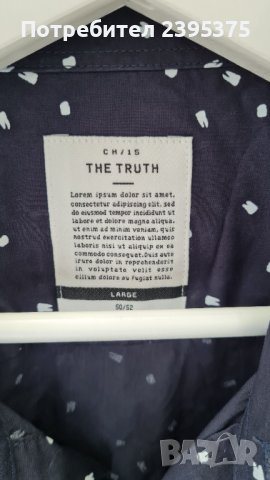 Потребител 2395375
CH/15
THE TRUTH
Lorem ipsum dolor sit amet,
consectetur adipiscing elit, sed
do eiusmod tempor incididunt ut
labore et dolore magna aliqua.
ut enim ad minim veniam, quis
nostrud exercitation ullamco
laboris nisi ut aliquip ex ea
commodo consequat. Duis aute
irure dolor in reprehenderit
in voluptate velit esse
cillum dolore eu fugiat nulla.
LARGE
50/52
BAZAR